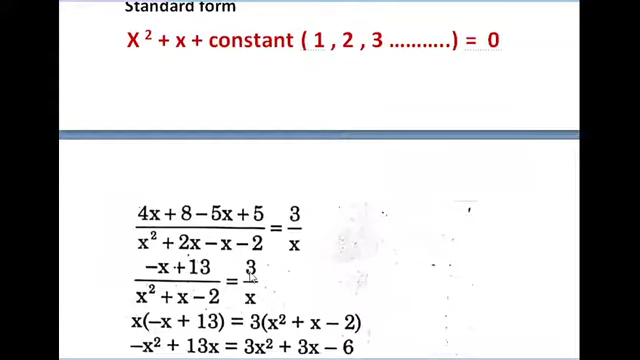 Standard form
X² + x + constant ( 1 , 2 , 3 ………..) = 0
(4x + 8 − 5x + 5)/(x² + 2x − x − 2) = 3/x
(−x + 13)/(x² + x − 2) = 3/x
x(−x + 13) = 3(x² + x − 2)
−x² + 13x = 3x² + 3x − 6